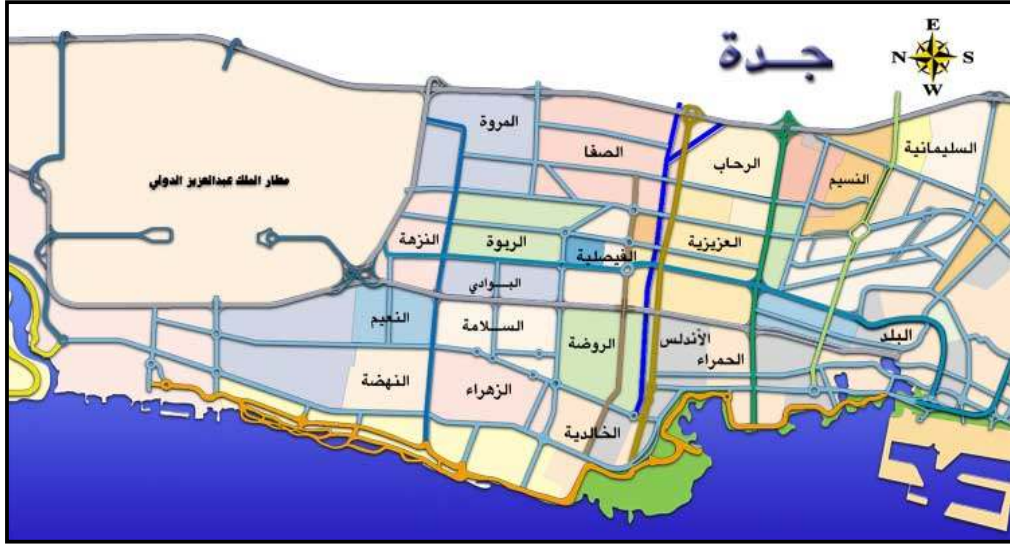 جدة
E
N S
W
المروة
الصفا
الرحاب
السليمانية
النسيم
مطار الملك عبدالعزيز الدولي
النزهة
الربوة
الفيصلية
العزيزية
البوادي
النعيم
السلامة
الروضة
الأندلس
الحمراء
البلد
النهضة
الزهراء
الخالدية